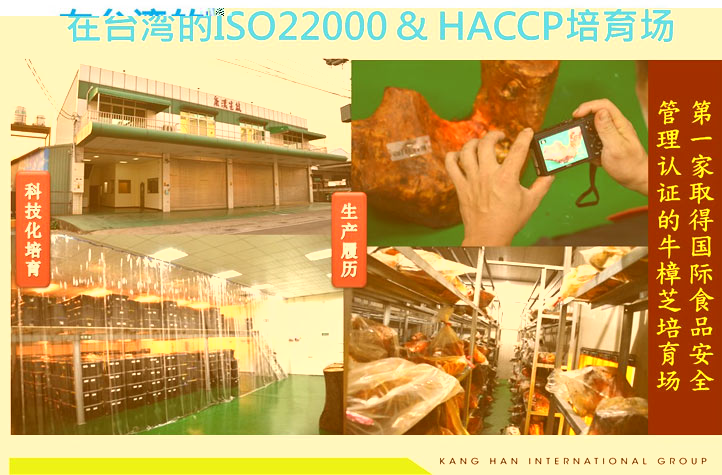 在台湾的ISO22000 & HACCP培育场
科技化培育
生产履历
第一家取得国际食品安全
管理认证的牛樟芝培育场
KANG HAN INTERNATIONAL GROUP